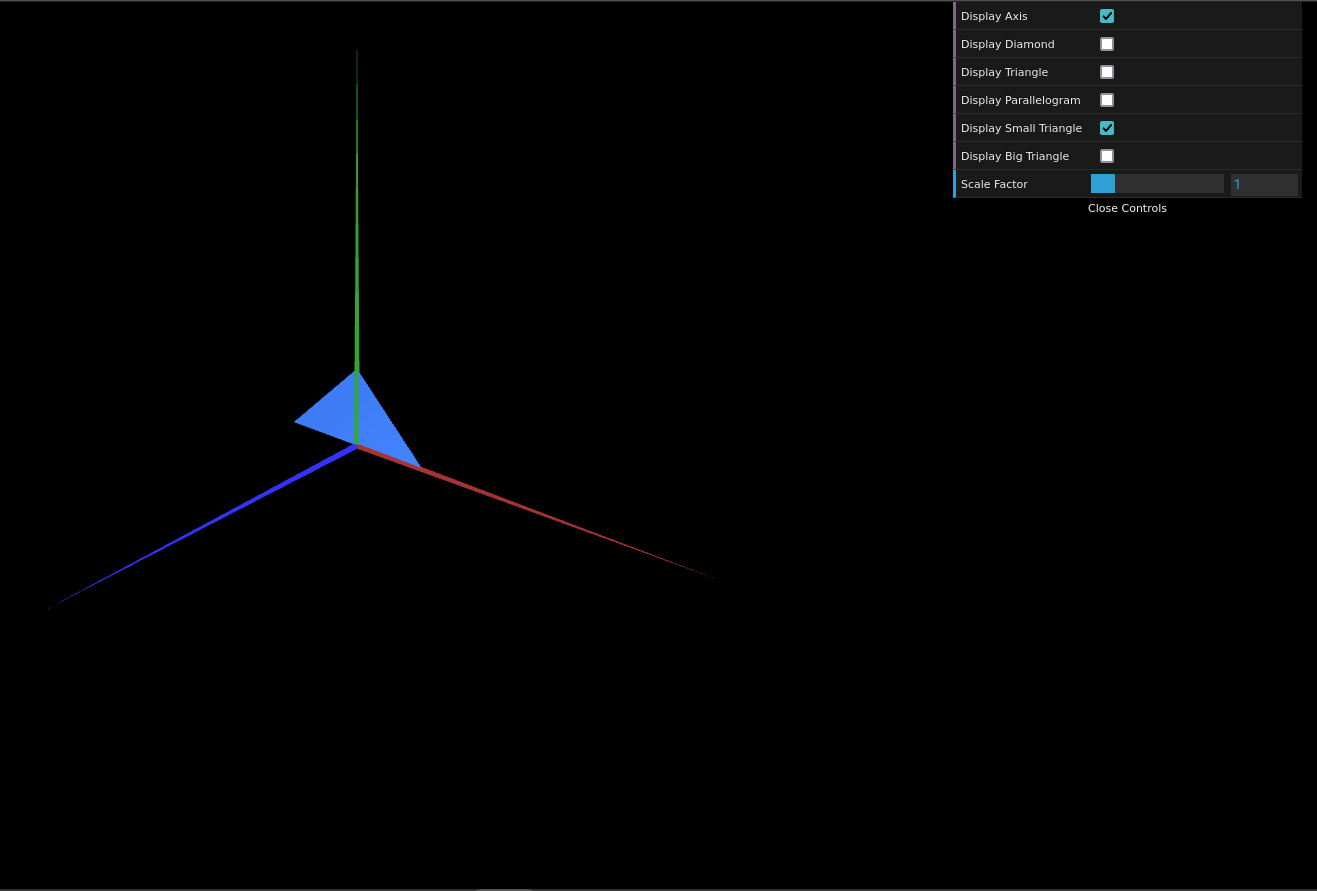 Display Axis
Display Diamond
Display Triangle
Display Parallelogram
Display Small Triangle
Display Big Triangle
Scale Factor 1
Close Controls